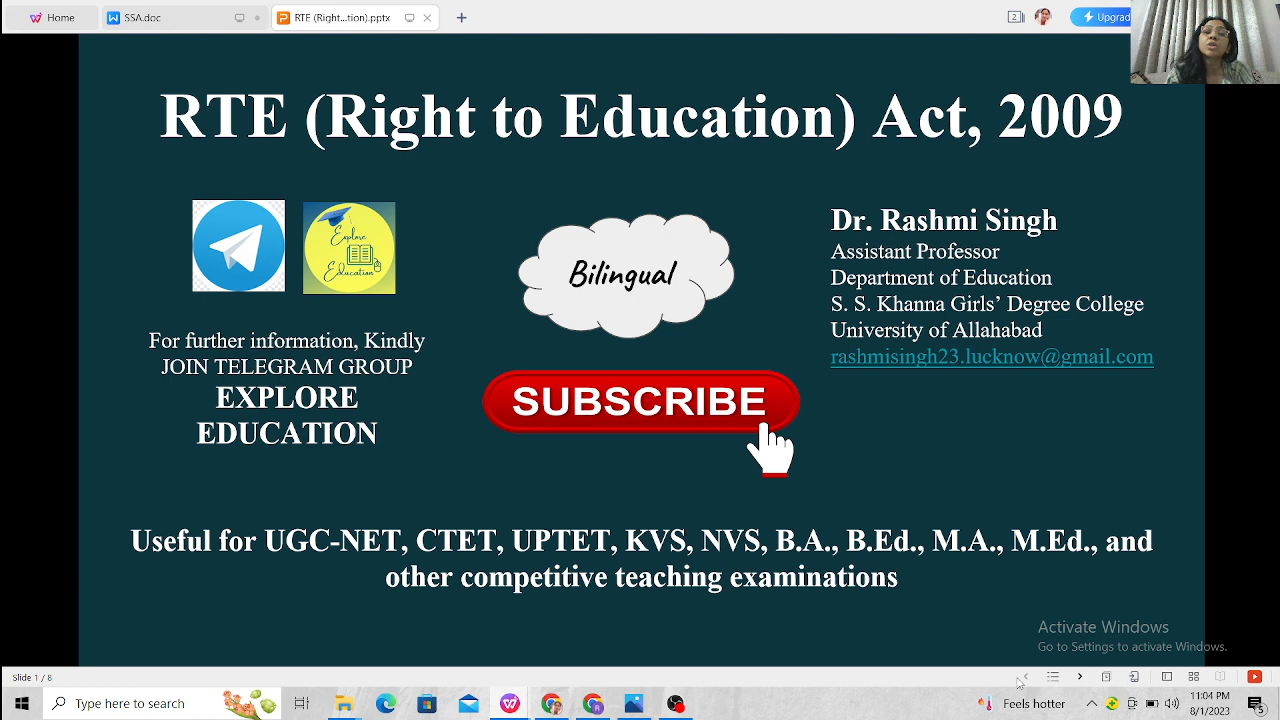 Home
SSA.doc
RTE (Right...tion).pptx
2
Upgrad
RTE (Right to Education) Act, 2009
Explore
Education
For further information, Kindly
JOIN TELEGRAM GROUP
EXPLORE
EDUCATION
Bilingual
SUBSCRIBE
Dr. Rashmi Singh
Assistant Professor
Department of Education
S. S. Khanna Girls’ Degree College
University of Allahabad
rashmisingh23.lucknow@gmail.com
Useful for UGC-NET, CTET, UPTET, KVS, NVS, B.A., B.Ed., M.A., M.Ed., and
other competitive teaching examinations
Activate Windows
Go to Settings to activate Windows.
Slide 1 / 8
Type here to search
Feels hotter
11:04 PM
8/1/2023
5